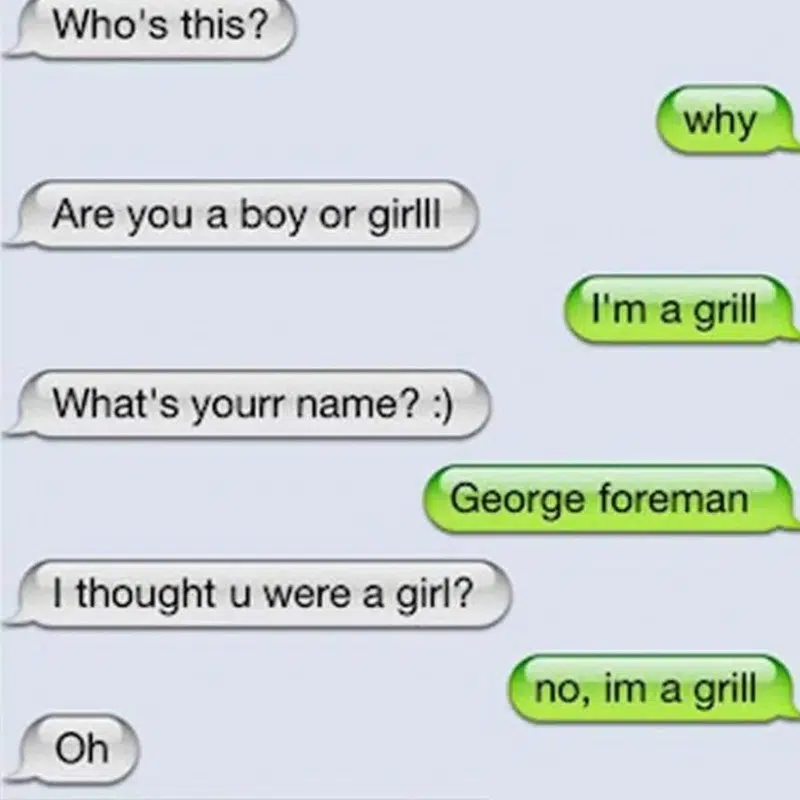 Who's this?
why
Are you a boy or girlll
I'm a grill
What's yourr name? :)
George foreman
I thought u were a girl?
no, im a grill
Oh